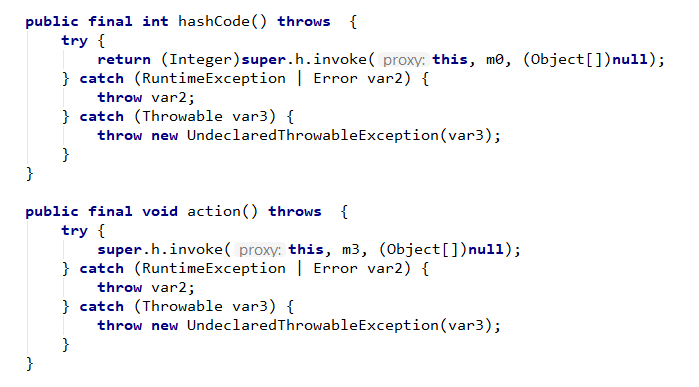 public final int hashCode() throws  {
    try {
        return (Integer)super.h.invoke( proxy: this, m0, (Object[])null);
    } catch (RuntimeException | Error var2) {
        throw var2;
    } catch (Throwable var3) {
        throw new UndeclaredThrowableException(var3);
    }
}

public final void action() throws  {
    try {
        super.h.invoke( proxy: this, m3, (Object[])null);
    } catch (RuntimeException | Error var2) {
        throw var2;
    } catch (Throwable var3) {
        throw new UndeclaredThrowableException(var3);
    }
}